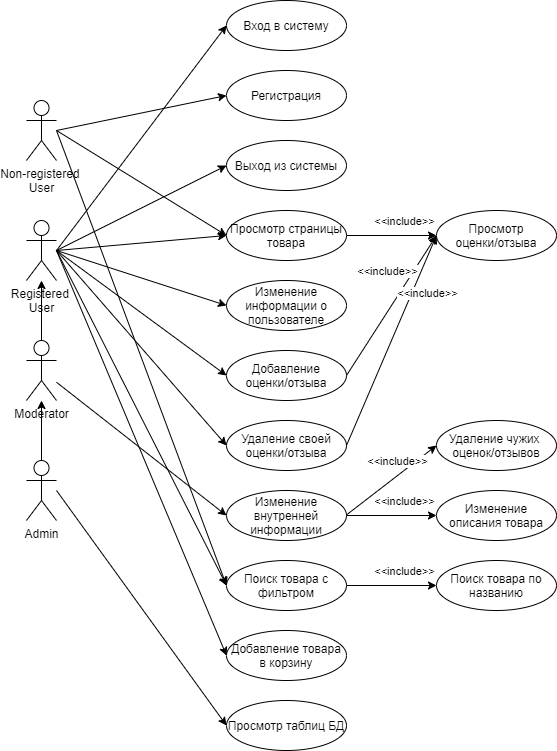 Вход в систему
Регистрация
Non-registered
User
Выход из системы
Просмотр страницы
товара
<<include>>
Просмотр
оценки/отзыва
<<include>>
<<include>>
Registered
User
Изменение
информации о
пользователе
Добавление
оценки/отзыва
Moderator
Удаление своей
оценки/отзыва
<<include>>
Удаление чужих
оценок/отзывов
Admin
Изменение
внутренней
информации
<<include>>
Изменение
описания товара
Поиск товара с
фильтром
<<include>>
Поиск товара по
названию
Добавление товара
в корзину
Просмотр таблиц БД